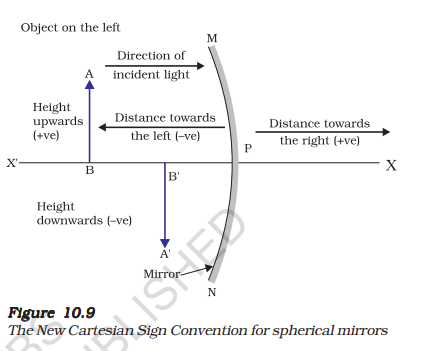 Object on the left
M
Direction of
incident light
A
Height
upwards
(+ve)
Distance towards
the left (–ve)
Distance towards
the right (+ve)
P
X'
X
B
B'
Height
downwards (–ve)
A'
Mirror
N
Figure 10.9
The New Cartesian Sign Convention for spherical mirrors